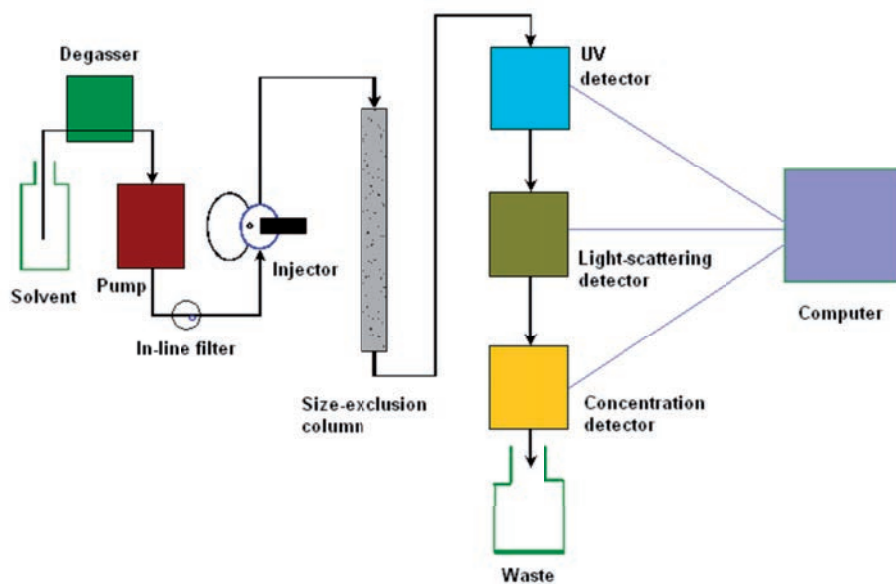 Degasser
Solvent
Pump
In-line filter
Injector
Size-exclusion
column
UV
detector
Light-scattering
detector
Concentration
detector
Computer
Waste